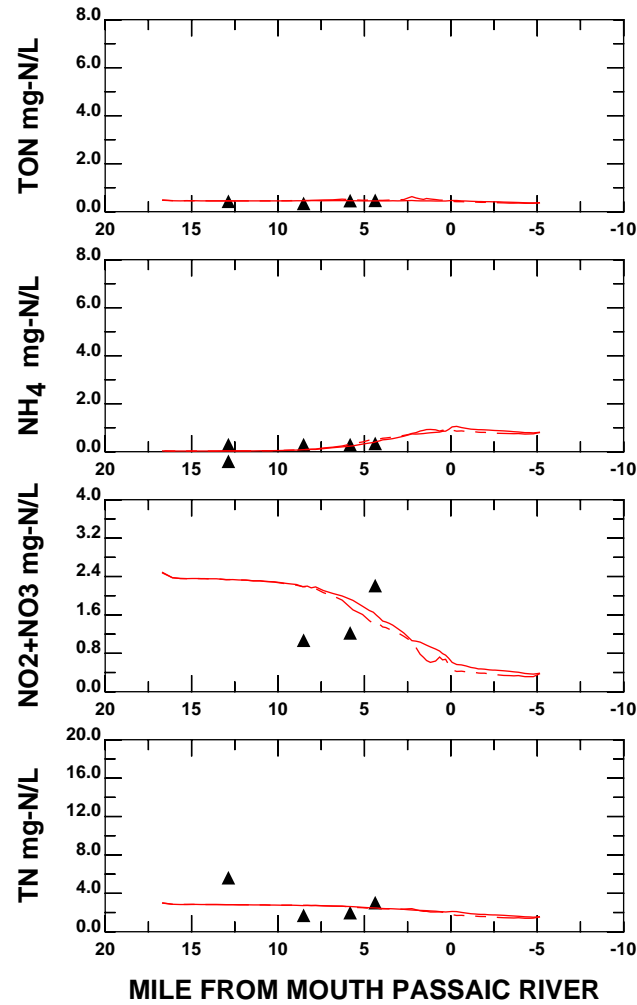 TON mg-N/L
8.0
6.0
4.0
2.0
0.0
20 15 10 5 0 -5 -10
NH4 mg-N/L
8.0
6.0
4.0
2.0
0.0
20 15 10 5 0 -5 -10
NO2+NO3 mg-N/L
4.0
3.2
2.4
1.6
0.8
0.0
20 15 10 5 0 -5 -10
TN mg-N/L
20.0
16.0
12.0
8.0
4.0
0.0
20 15 10 5 0 -5 -10
MILE FROM MOUTH PASSAIC RIVER